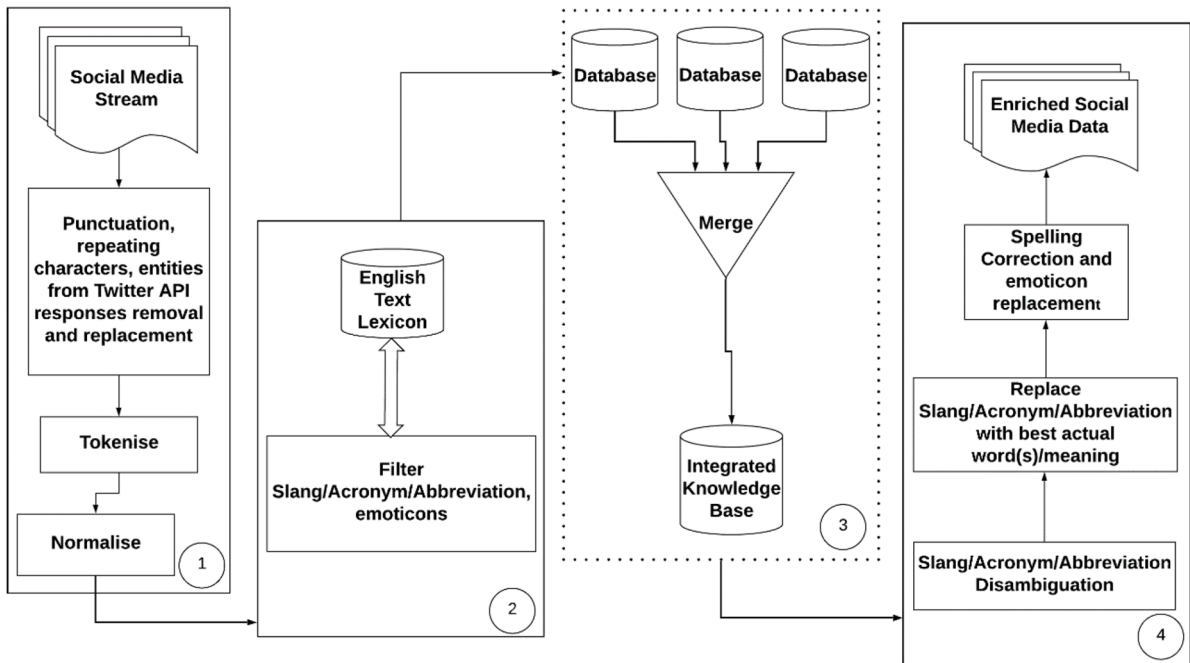 Social Media
Stream
Punctuation,
repeating
characters, entities
from Twitter API
responses removal
and replacement
Tokenise
Normalise
1
English
Text
Lexicon
Filter
Slang/Acronym/Abbreviation,
emoticons
2
Database
Database
Database
Merge
Integrated
Knowledge
Base
3
Enriched Social
Media Data
Spelling
Correction and
emoticon
replacement
Replace
Slang/Acronym/Abbreviation
with best actual
word(s)/meaning
Slang/Acronym/Abbreviation
Disambiguation
4